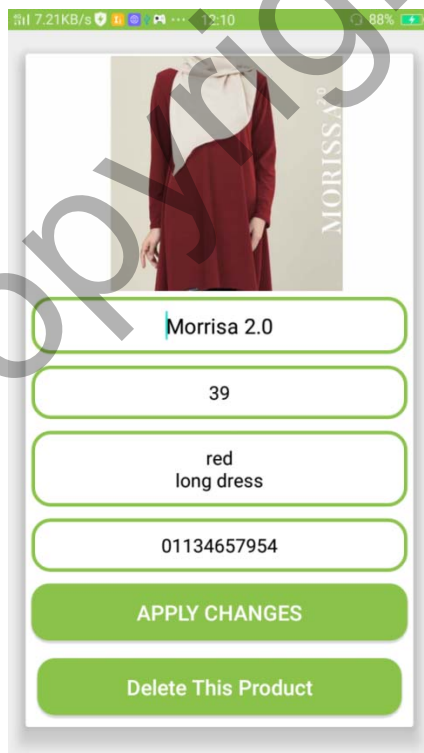 7.21KB/s ... 12:10 88%
MORISSA 2.0
Morrisa 2.0
39
red
long dress
01134657954
APPLY CHANGES
Delete This Product